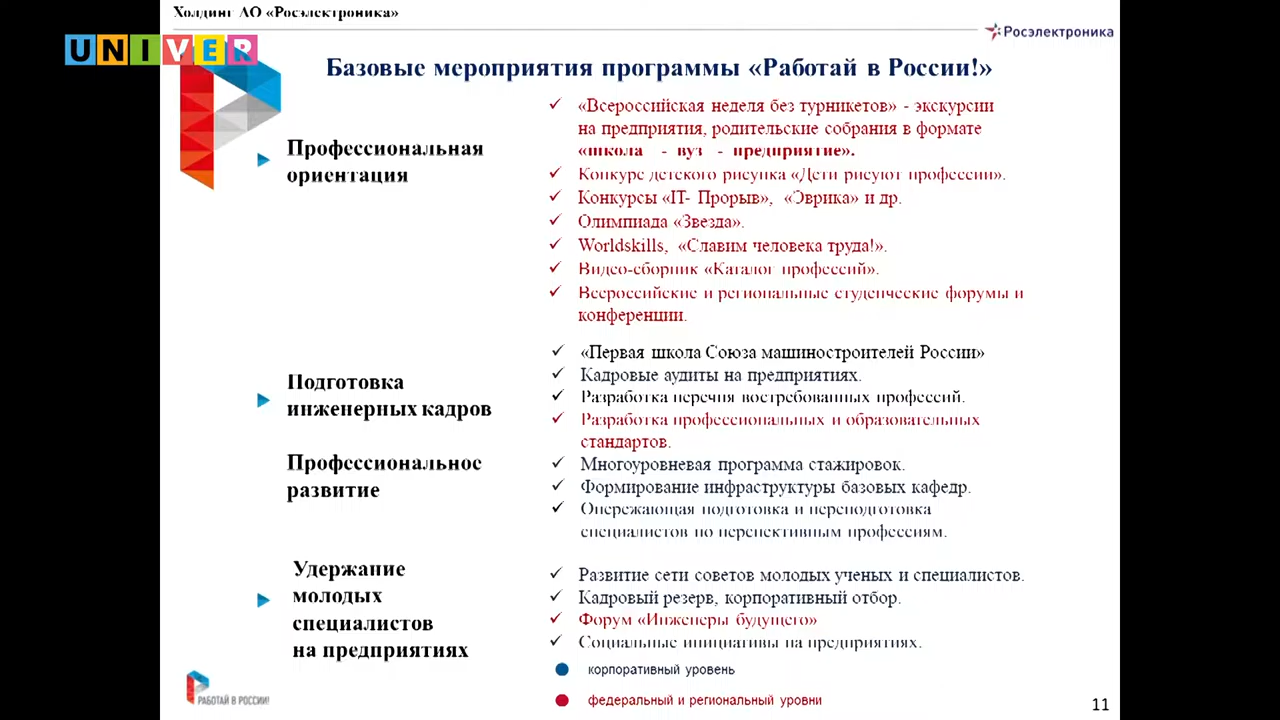 Холдинг АО «Росэлектроника»
UNIVER
Росэлектроника
Базовые мероприятия программы «Работай в России!»
Профессиональная
ориентация
✓ «Всероссийская неделя без турникетов» - экскурсии
на предприятия, родительские собрания в формате
«школа - вуз - предприятие».
✓ Конкурс детского рисунка «Дети рисуют профессии».
✓ Конкурсы «IT- Прорыв», «Эврика» и др.
✓ Олимпиада «Звезда».
✓ Worldskills, «Славим человека труда!».
✓ Видео-сборник «Каталог профессий».
✓ Всероссийские и региональные студенческие форумы и
конференции.
Подготовка
инженерных кадров
Профессиональное
развитие
✓ «Первая школа Союза машиностроителей России»
✓ Кадровые аудиты на предприятиях.
✓ Разработка перечня востребованных профессий.
✓ Разработка профессиональных и образовательных
стандартов.
✓ Многоуровневая программа стажировок.
✓ Формирование инфраструктуры базовых кафедр.
✓ Опережающая подготовка и переподготовка
специалистов по перспективным профессиям.
Удержание
молодых
специалистов
на предприятиях
✓ Развитие сети советов молодых ученых и специалистов.
✓ Кадровый резерв, корпоративный отбор.
✓ Форум «Инженеры будущего»
✓ Социальные инициативы на предприятиях.
корпоративный уровень
федеральный и региональный уровни
РАБОТАЙ В РОССИИ!
11